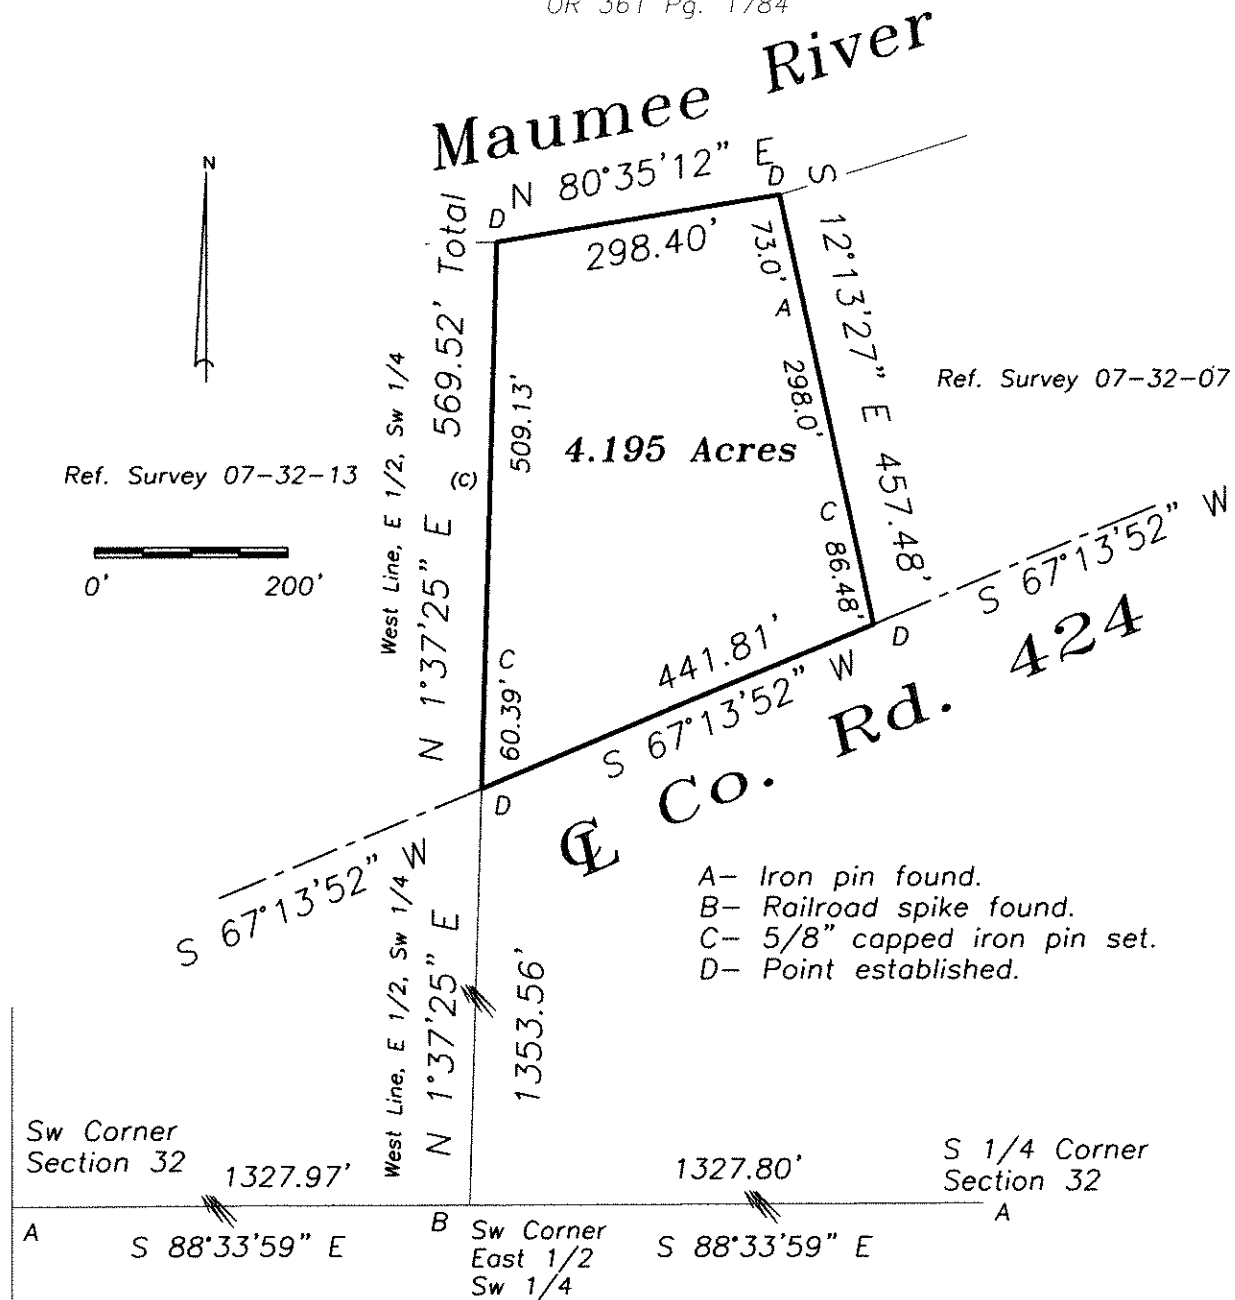 OR 361 Pg. 1784
Maumee River
N
N 80°35'12" E
D
D
298.40'
S 12°13'27" E 457.48'
73.0'
A
298.0'
C
86.48'
N 1°37'25" E 569.52' Total
West Line, E 1/2, Sw 1/4
509.13'
(C)
C
60.39'
4.195 Acres
Ref. Survey 07-32-07
Ref. Survey 07-32-13
0' 200'
441.81'
S 67°13'52" W
S 67°13'52" W
D
D
℄ Co. Rd. 424
S 67°13'52" W
A- Iron pin found.
B- Railroad spike found.
C- 5/8" capped iron pin set.
D- Point established.
West Line, E 1/2, Sw 1/4
N 1°37'25" E
1353.56'
Sw Corner
Section 32
1327.97'
1327.80'
S 1/4 Corner
Section 32
A
S 88°33'59" E
B
Sw Corner
East 1/2
Sw 1/4
S 88°33'59" E
A